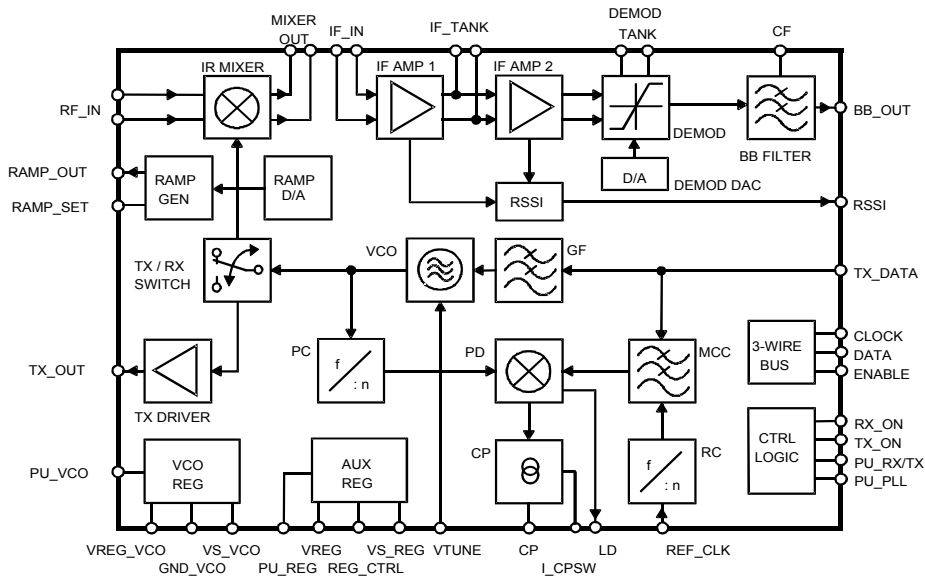 MIXER
OUT
IF_IN
IF_TANK
DEMOD
TANK
CF
IR MIXER
IF AMP 1
IF AMP 2
RF_IN
DEMOD
BB_OUT
BB FILTER
RAMP_OUT
RAMP
GEN
RAMP
D/A
D/A
DEMOD DAC
RAMP_SET
RSSI
RSSI
TX / RX
SWITCH
VCO
GF
TX_DATA
PC
f
: n
PD
MCC
3-WIRE
BUS
CLOCK
DATA
ENABLE
TX_OUT
TX DRIVER
PU_VCO
VCO
REG
AUX
REG
CP
f
: n
RC
CTRL
LOGIC
RX_ON
TX_ON
PU_RX/TX
PU_PLL
VREG_VCO
GND_VCO
VS_VCO
PU_REG
VREG
REG_CTRL
VS_REG
VTUNE
CP
I_CPSW
LD
REF_CLK